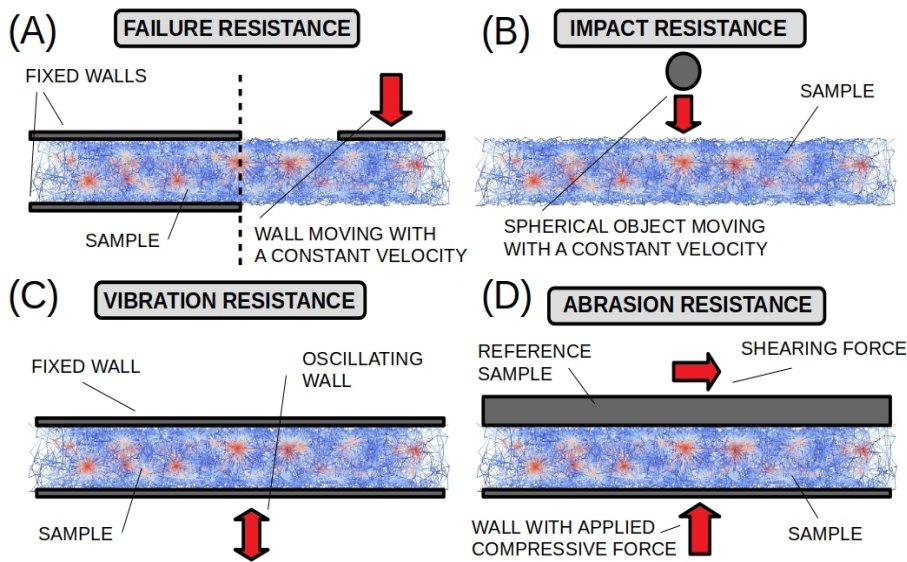 (A)
FAILURE RESISTANCE
FIXED WALLS
SAMPLE
WALL MOVING WITH
A CONSTANT VELOCITY
(B)
IMPACT RESISTANCE
SAMPLE
SPHERICAL OBJECT MOVING
WITH A CONSTANT VELOCITY
(C)
VIBRATION RESISTANCE
FIXED WALL
OSCILLATING
WALL
SAMPLE
(D)
ABRASION RESISTANCE
REFERENCE
SAMPLE
SHEARING FORCE
WALL WITH APPLIED
COMPRESSIVE FORCE
SAMPLE